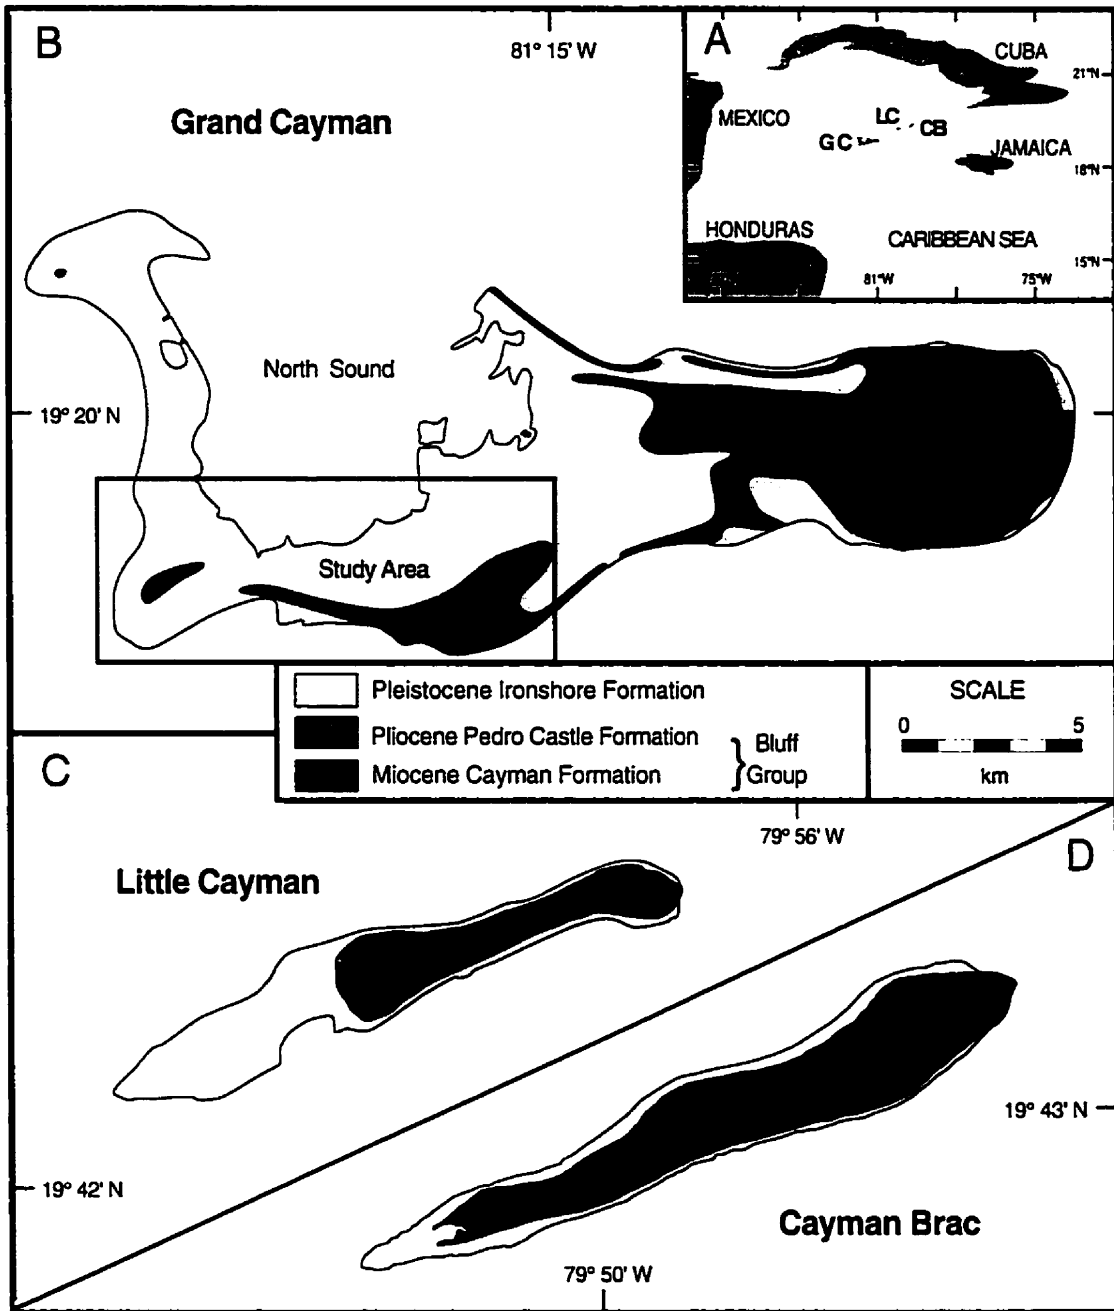 B
81° 15' W
A
CUBA
21°N
Grand Cayman
MEXICO
LC
CB
GC
JAMAICA
18°N
HONDURAS
CARIBBEAN SEA
15°N
81°W
75°W
North Sound
19° 20' N
Study Area
Pleistocene Ironshore Formation
SCALE
Pliocene Pedro Castle Formation
Bluff
0
5
Miocene Cayman Formation
Group
km
C
79° 56' W
D
Little Cayman
19° 43' N
19° 42' N
Cayman Brac
79° 50' W